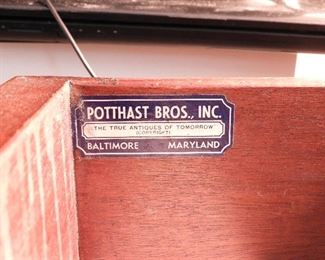 POTTHAST BROS., INC.
THE TRUE ANTIQUES OF TOMORROW
(COPYRIGHT)
BALTIMORE MARYLAND